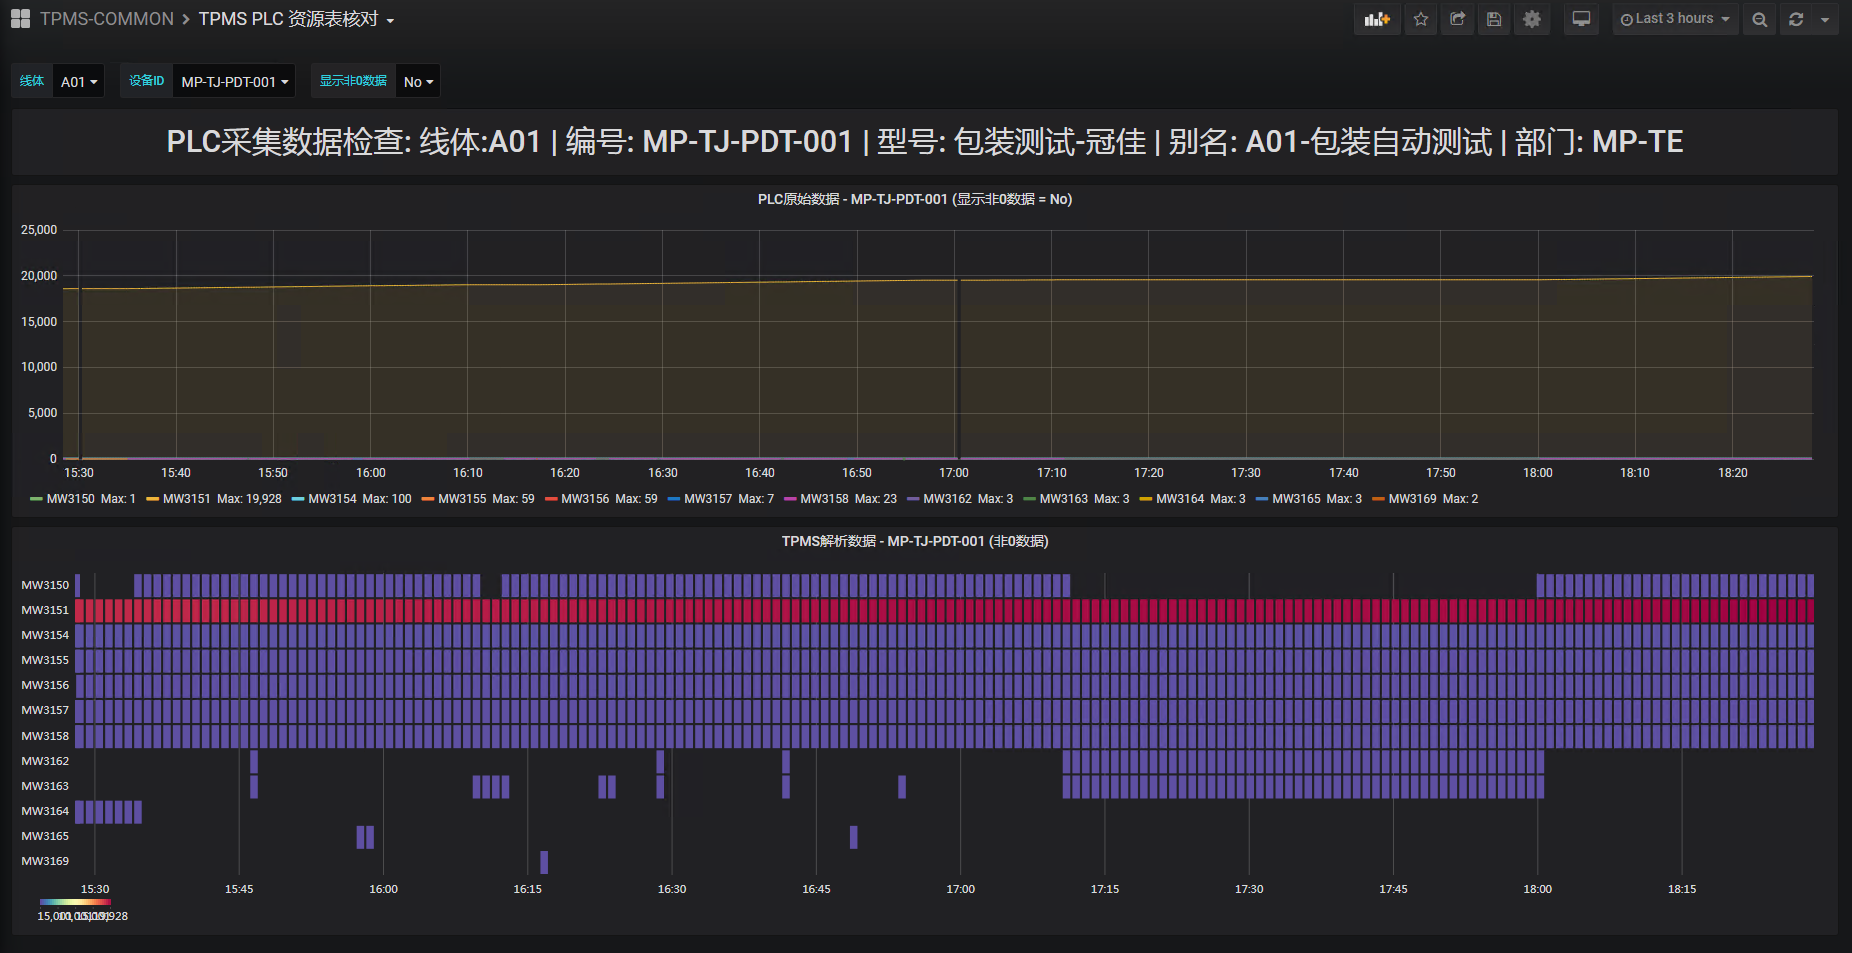 TPMS-COMMON > TPMS PLC 资源表核对
Last 3 hours
线体 A01 设备ID MP-TJ-PDT-001 显示非0数据 No
PLC采集数据检查: 线体:A01 | 编号: MP-TJ-PDT-001 | 型号: 包装测试-冠佳 | 别名: A01-包装自动测试 | 部门: MP-TE
PLC原始数据 - MP-TJ-PDT-001 (显示非0数据 = No)
25,000
20,000
15,000
10,000
5,000
0
15:30 15:40 15:50 16:00 16:10 16:20 16:30 16:40 16:50 17:00 17:10 17:20 17:30 17:40 17:50 18:00 18:10 18:20
MW3150 Max: 1 MW3151 Max: 19,928 MW3154 Max: 100 MW3155 Max: 59 MW3156 Max: 59 MW3157 Max: 7 MW3158 Max: 23 MW3162 Max: 3 MW3163 Max: 3 MW3164 Max: 3 MW3165 Max: 3 MW3169 Max: 2
TPMS解析数据 - MP-TJ-PDT-001 (非0数据)
MW3150
MW3151
MW3154
MW3155
MW3156
MW3157
MW3158
MW3162
MW3163
MW3164
MW3165
MW3169
15:30 15:45 16:00 16:15 16:30 16:45 17:00 17:15 17:30 17:45 18:00 18:15